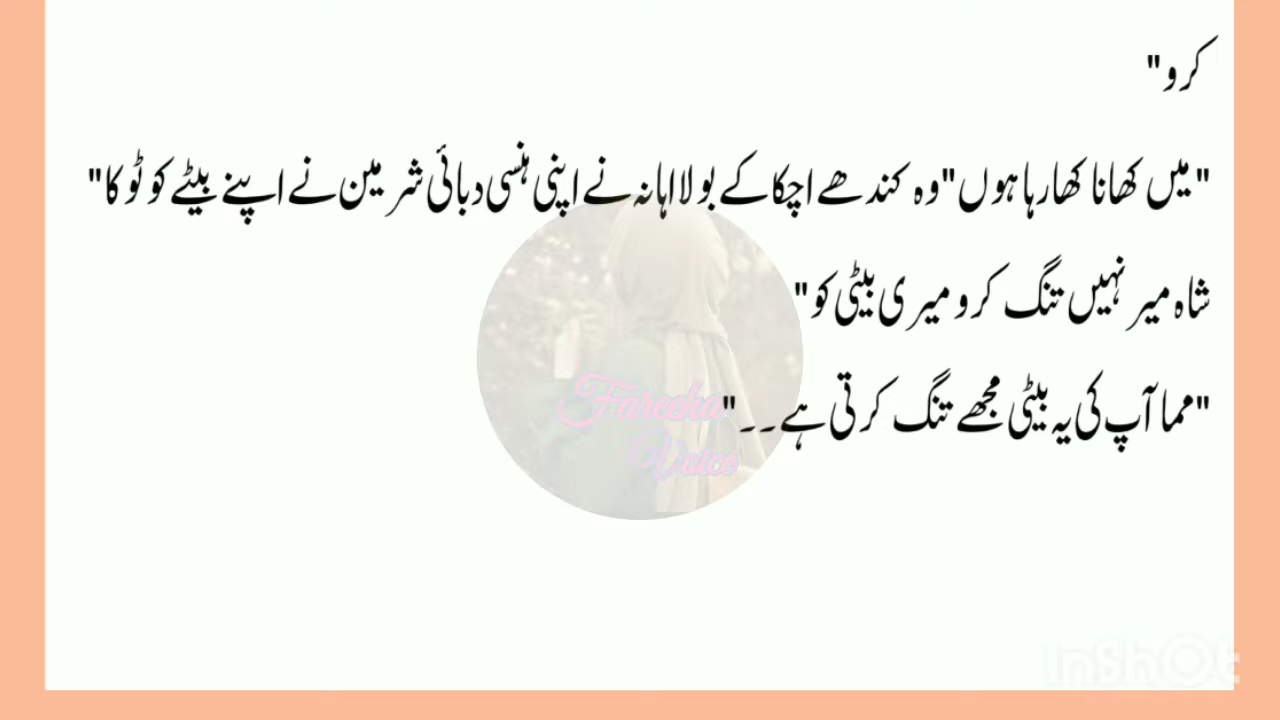 کرو"
"میں کھانا کھارہا ہوں"وہ کندھے اچکا کے بولا اہانہ نے اپنی ہنسی دبائی شرمین نے اپنے بیٹے کو ٹوکا"
شاہ میر نہیں تنگ کرو میری بیٹی کو"
"مما آپ کی یہ بیٹی مجھے تنگ کرتی ہے۔۔"
Fareeha
Voice
InShOt